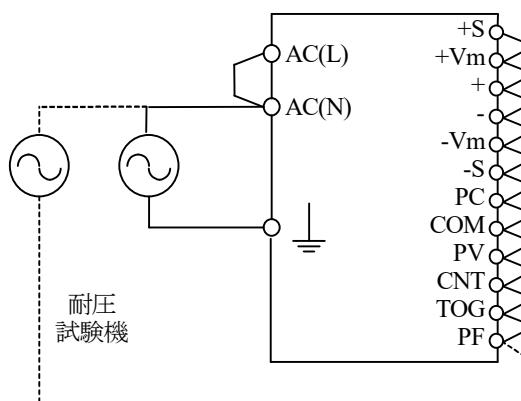 AC(L)
AC(N)
耐圧
試験機
+S
+Vm
+
-
-Vm
-S
PC
COM
PV
CNT
TOG
PF